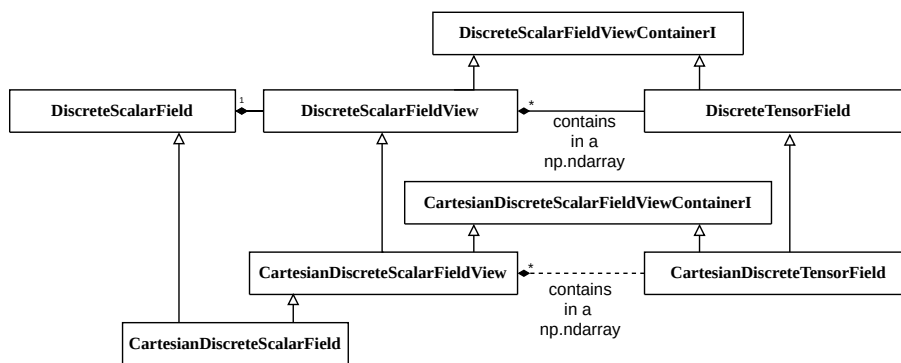 DiscreteScalarFieldViewContainerI
DiscreteScalarField
1
DiscreteScalarFieldView
*
DiscreteTensorField
contains
in a
np.ndarray
CartesianDiscreteScalarFieldViewContainerI
CartesianDiscreteScalarFieldView
*
CartesianDiscreteTensorField
contains
in a
np.ndarray
CartesianDiscreteScalarField